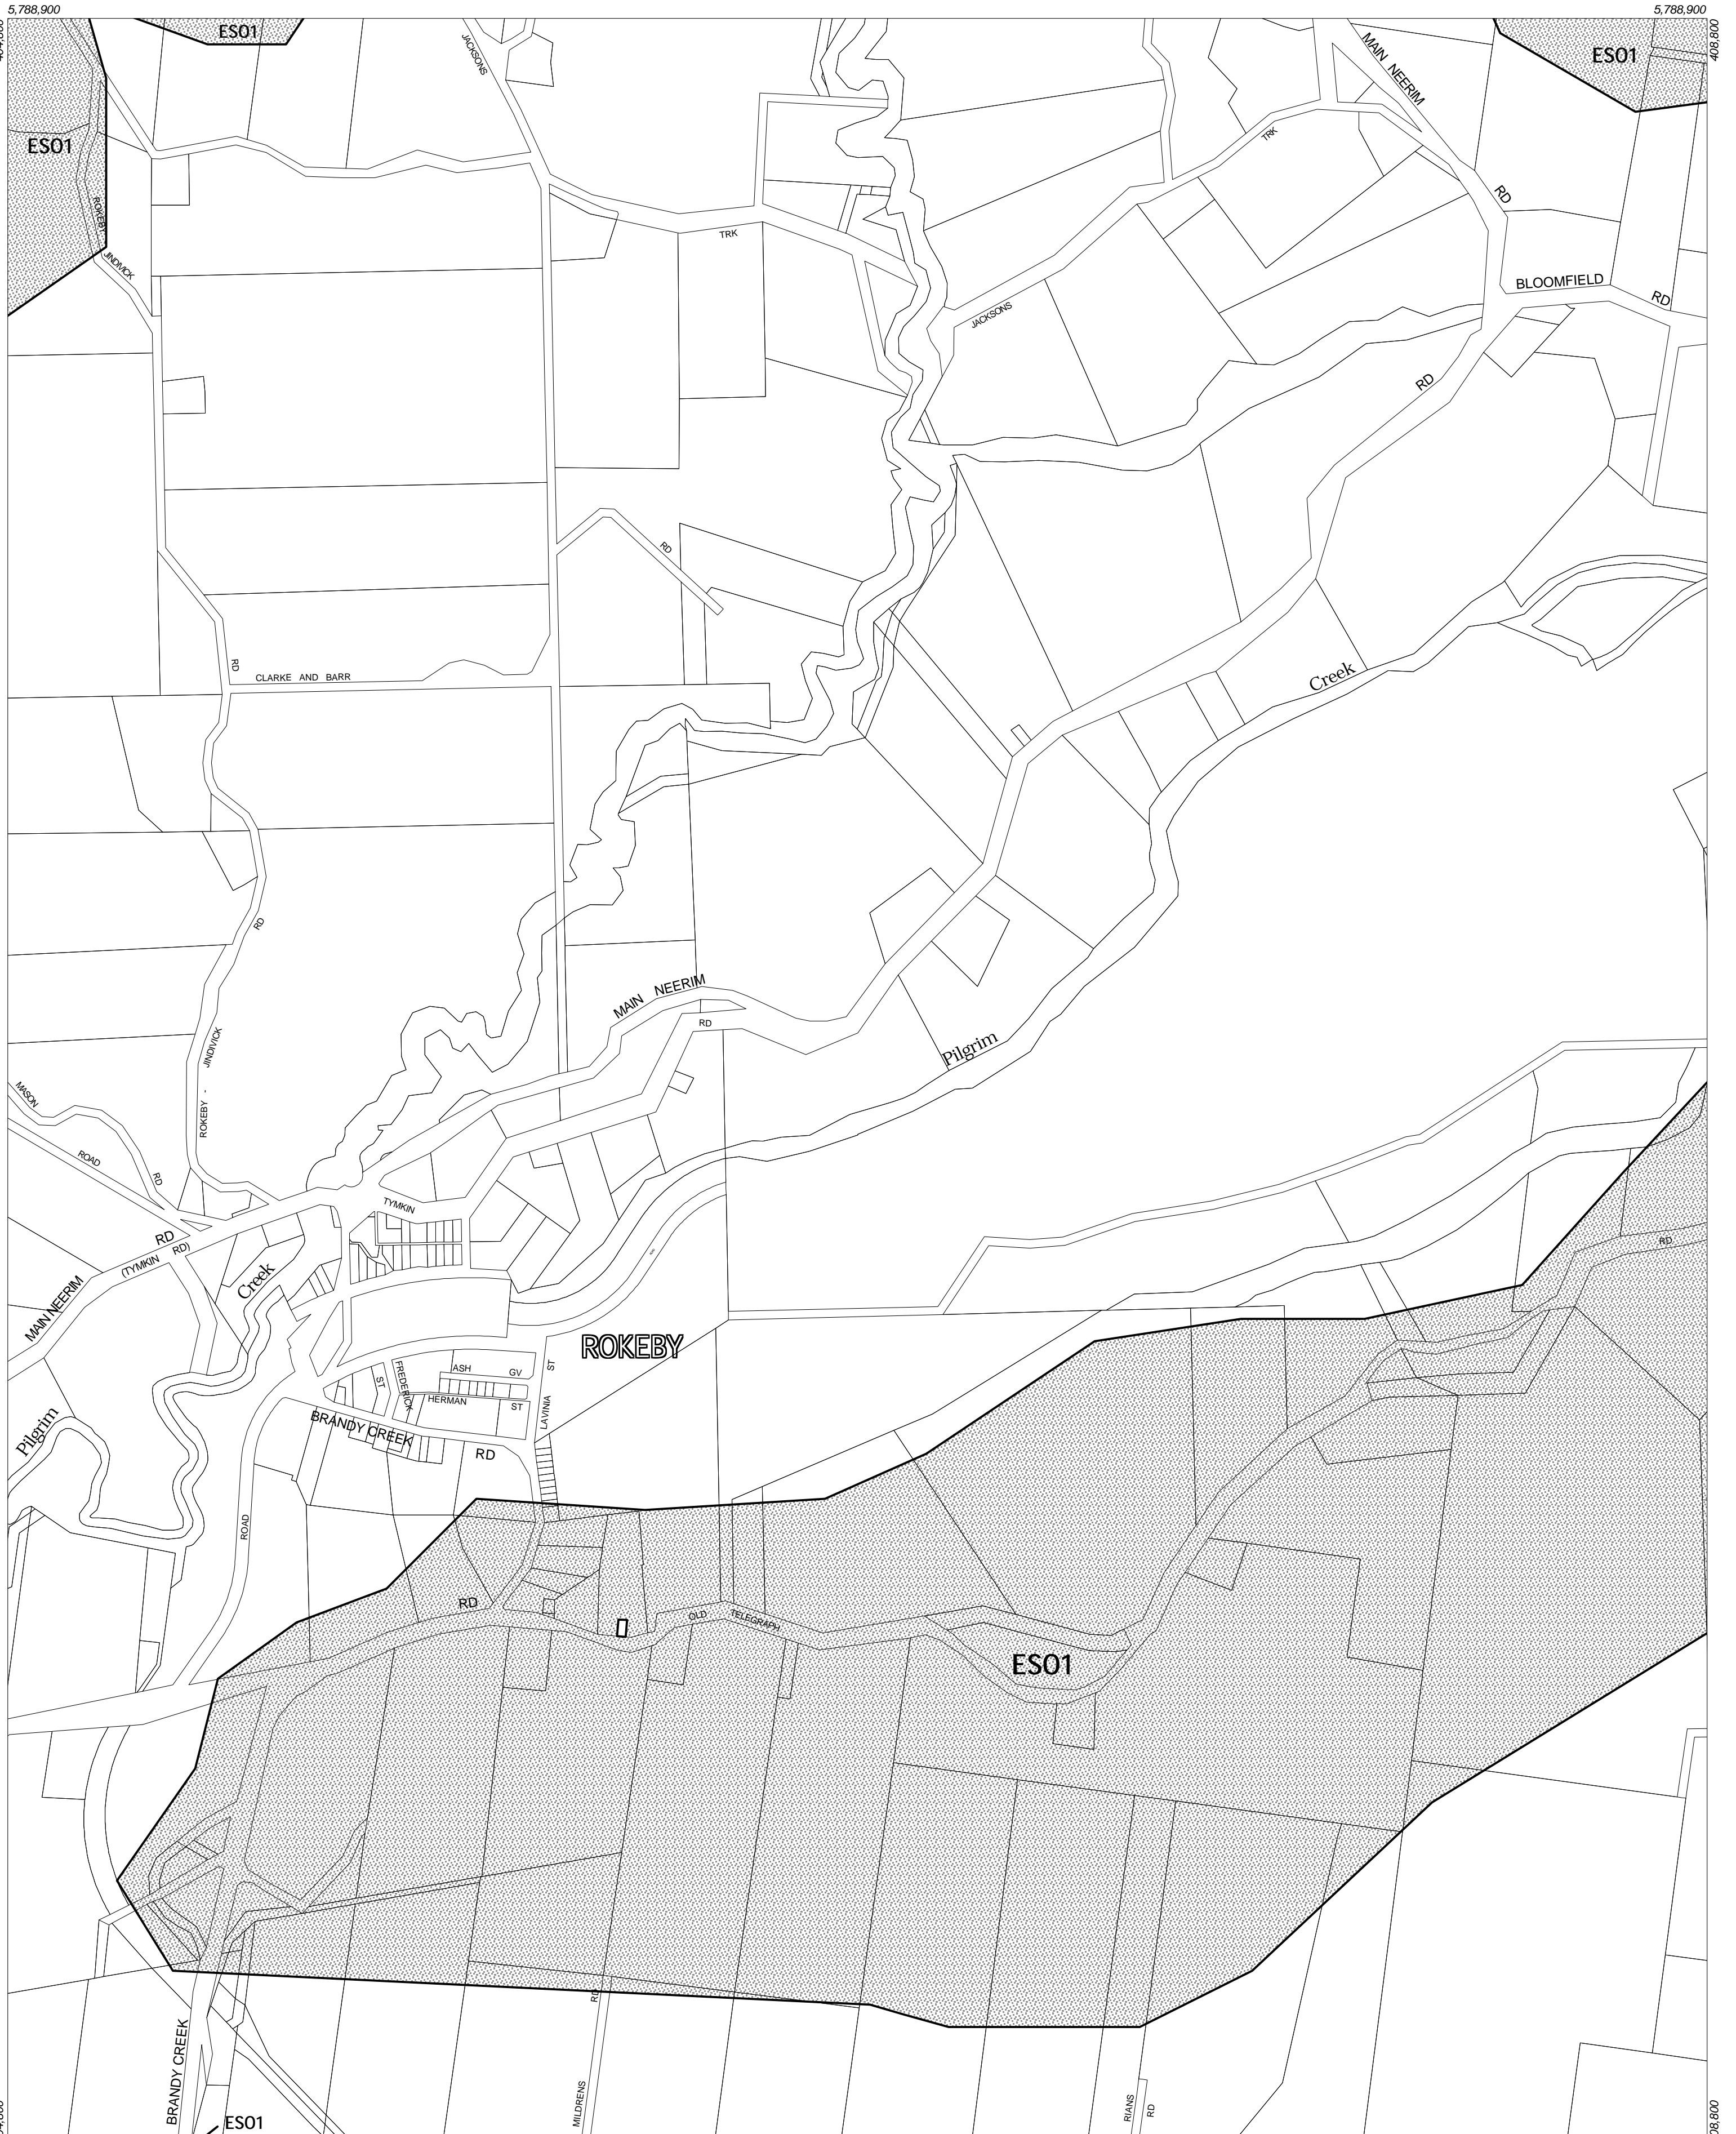 5,788,900
5,788,900
408,800
ESO1
ESO1
ESO1
JACKSONS
MAIN NEERIM
TRK
RD
ROKEBY
JINDIVICK
TRK
BLOOMFIELD
RD
JACKSONS
RD
RD
RD
CLARKE AND BARR
Creek
RD
MAIN NEERIM
RD
Pilgrim
ROKEBY - JINDIVICK
MASON
ROAD
RD
TYMKIN
RD
(TYMKIN RD)
MAIN NEERIM
Creek
RD
ROKEBY
ASH GV
ST
ST
FREDERICK
HERMAN ST
LAVINIA
BRANDY CREEK
RD
Pilgrim
ROAD
RD
OLD TELEGRAPH
ESO1
RD
BRANDY CREEK
MILDRENS
RIANS
RD
ESO1